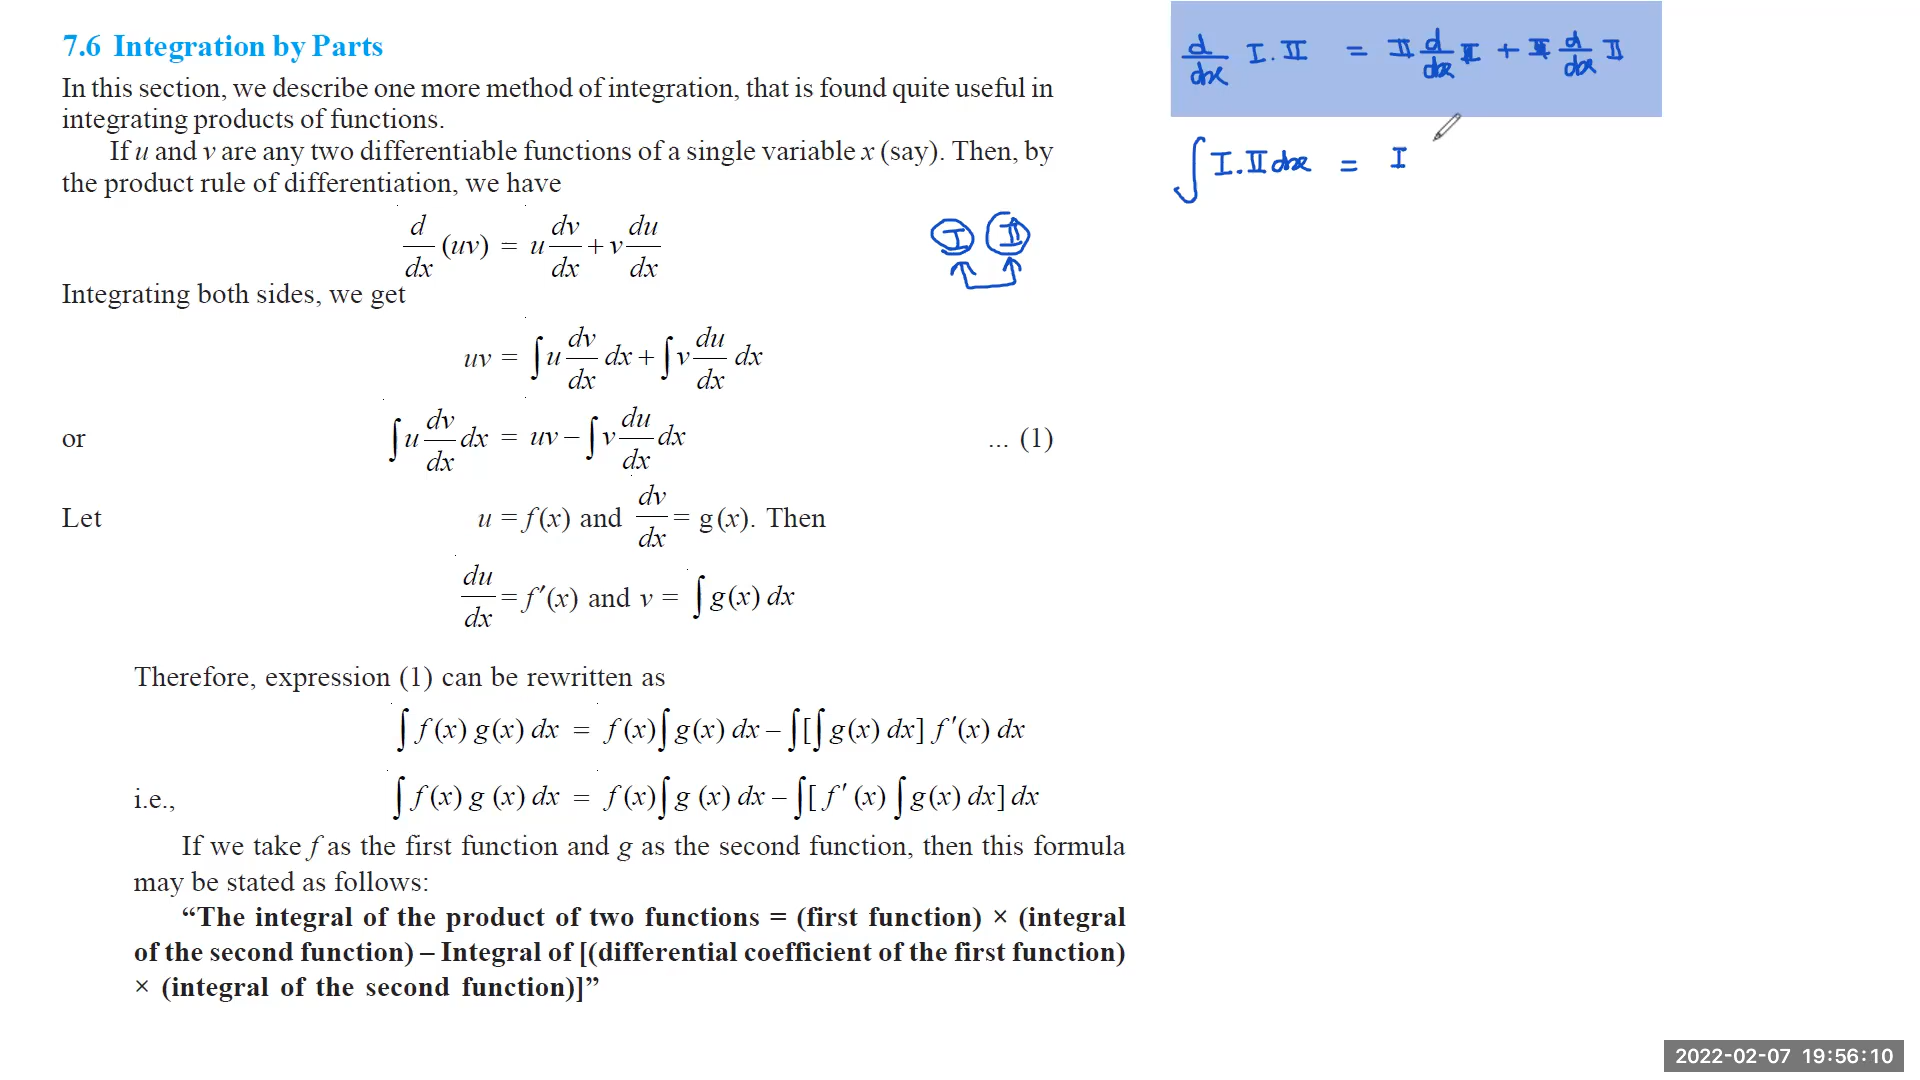 7.6 Integration by Parts
In this section, we describe one more method of integration, that is found quite useful in
integrating products of functions.
If u and v are any two differentiable functions of a single variable x (say). Then, by
the product rule of differentiation, we have
d/dx (uv) = u dv/dx + v du/dx
Integrating both sides, we get
uv = ∫ u dv/dx dx + ∫ v du/dx dx
or ∫ u dv/dx dx = uv – ∫ v du/dx dx ... (1)
Let u = f(x) and dv/dx = g(x). Then
du/dx = f′(x) and v = ∫ g(x) dx
Therefore, expression (1) can be rewritten as
∫ f(x) g(x) dx = f(x) ∫ g(x) dx – ∫ [∫ g(x) dx] f′(x) dx
i.e., ∫ f(x) g (x) dx = f(x) ∫ g (x) dx – ∫ [ f′ (x) ∫ g(x) dx] dx
If we take f as the first function and g as the second function, then this formula
may be stated as follows:
“The integral of the product of two functions = (first function) × (integral
of the second function) – Integral of [(differential coefficient of the first function)
× (integral of the second function)]”
I II
d/dx I . II = II d/dx I + I d/dx II
∫ I . II dx = I
2022-02-07 19:56:10